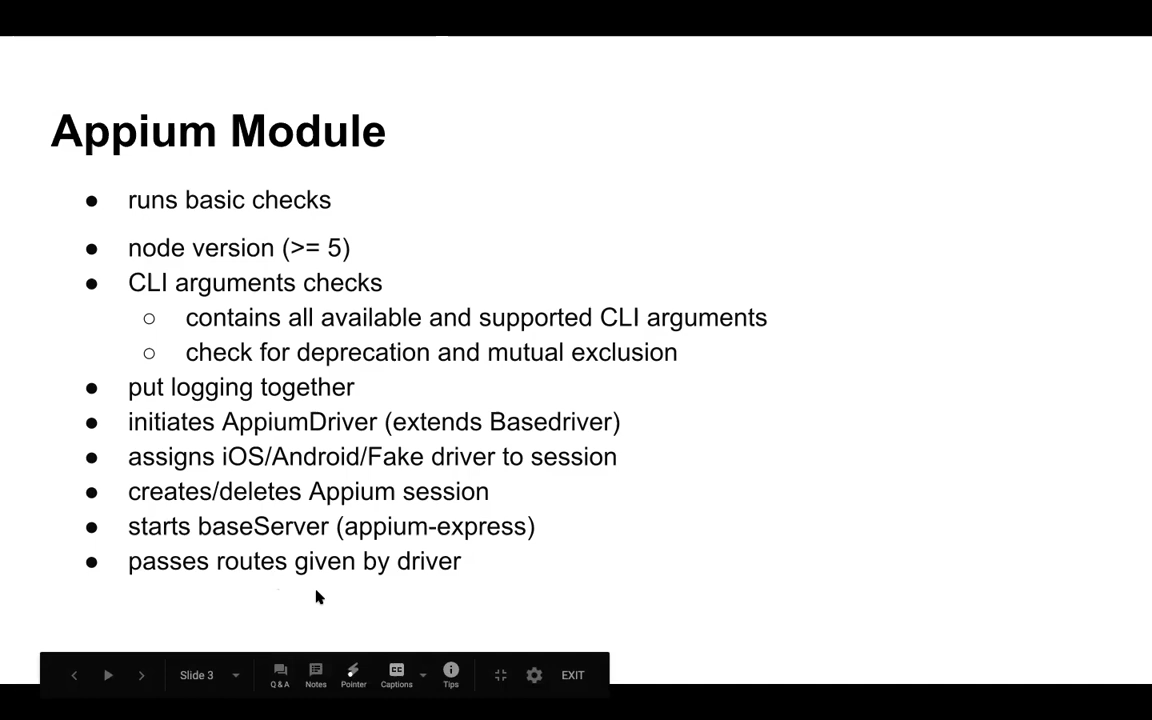 Appium Module
● runs basic checks
● node version (>= 5)
● CLI arguments checks
○ contains all available and supported CLI arguments
○ check for deprecation and mutual exclusion
● put logging together
● initiates AppiumDriver (extends Basedriver)
● assigns iOS/Android/Fake driver to session
● creates/deletes Appium session
● starts baseServer (appium-express)
● passes routes given by driver
Slide 3 Q & A Notes Pointer CC Captions Tips EXIT